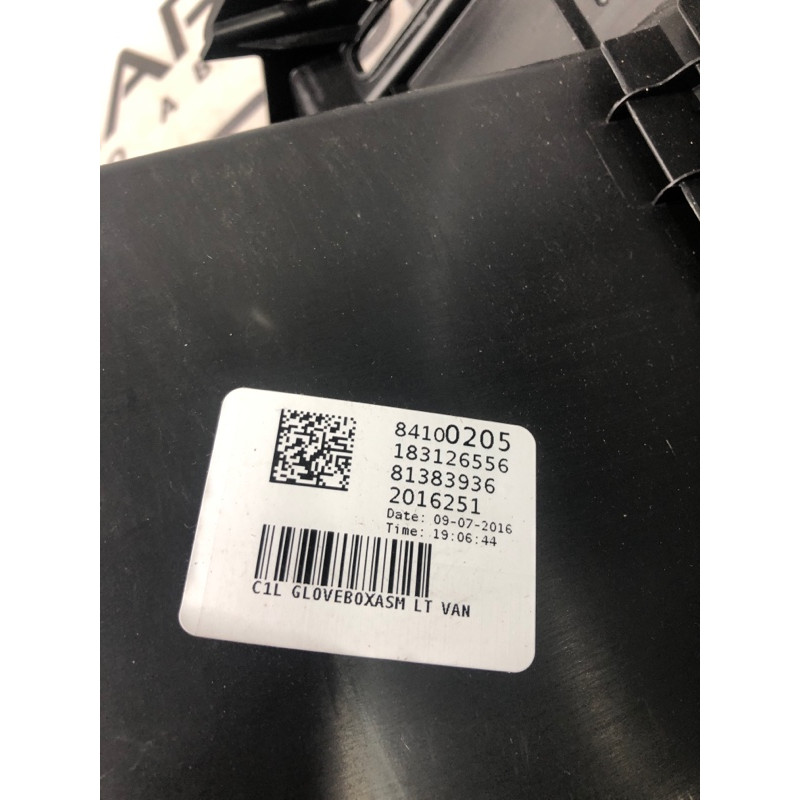 84100205
183126556
81383936
2016251
Date: 09-07-2016
Time: 19:06:44
C1L GLOVEBOXASM LT VAN